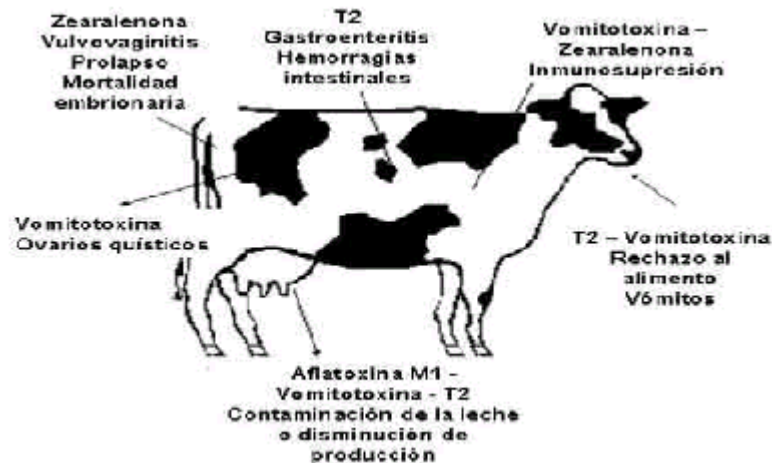 Zearalenona
Vulvovaginitis
Prolapso
Mortalidad
embrionaria
T2
Gastroenteritis
Hemorragias
intestinales
Vomitotoxina –
Zearalenona
Inmunosupresión
Vomitotoxina
Ovarios quísticos
T2 – Vomitotoxina
Rechazo al
alimento
Vómitos
Aflatoxina M1 -
Vomitotoxina - T2
Contaminación de la leche
o disminución de
producción